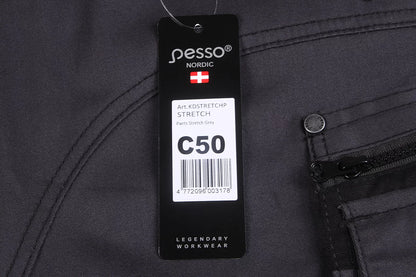 pesso®
NORDIC
Art.KDSTRETCHP
STRETCH
Pants Stretch Grey
C50
4 772096 003178
LEGENDARY
WORKWEAR